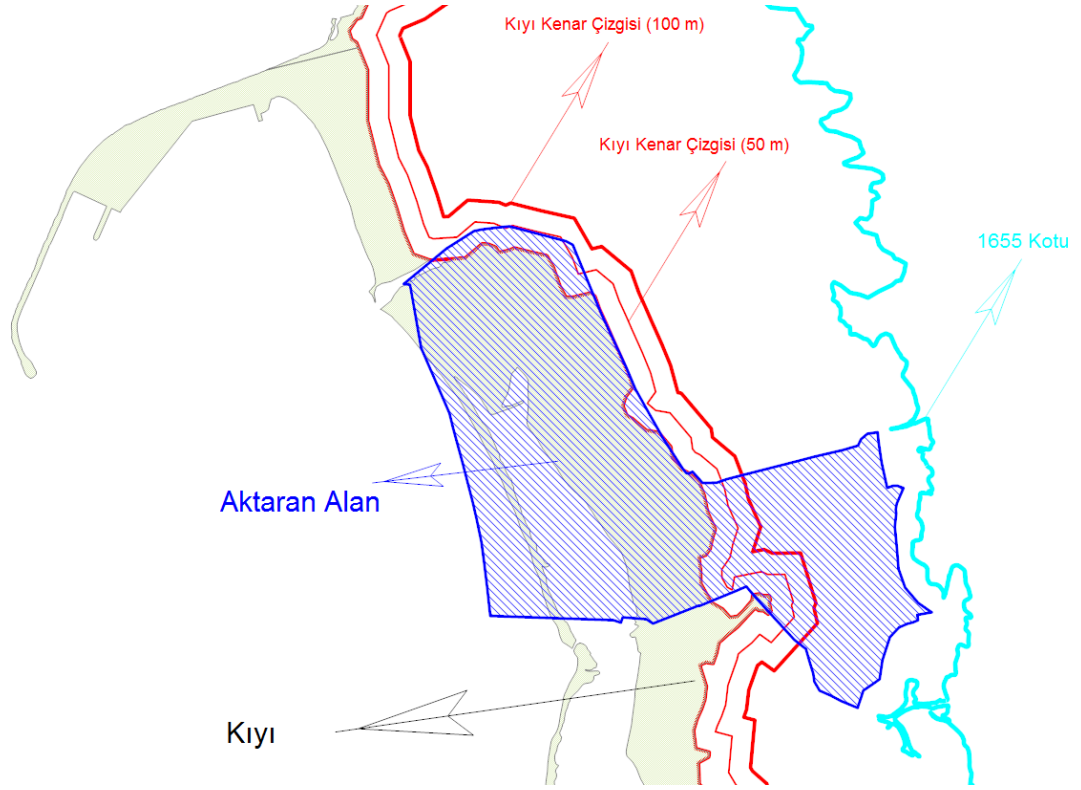 Kıyı Kenar Çizgisi (100 m)
Kıyı Kenar Çizgisi (50 m)
1655 Kotu
Aktaran Alan
Kıyı